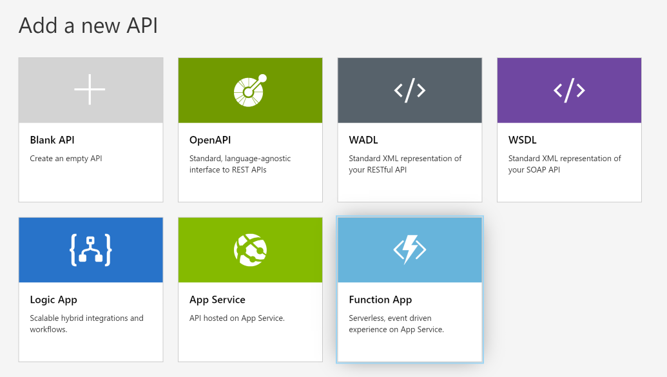 Add a new API
Blank API
Create an empty API
OpenAPI
Standard, language-agnostic
interface to REST APIs
WADL
Standard XML representation of
your RESTful API
WSDL
Standard XML representation of
your SOAP API
Logic App
Scalable hybrid integrations and
workflows.
App Service
API hosted on App Service.
Function App
Serverless, event driven
experience on App Service.